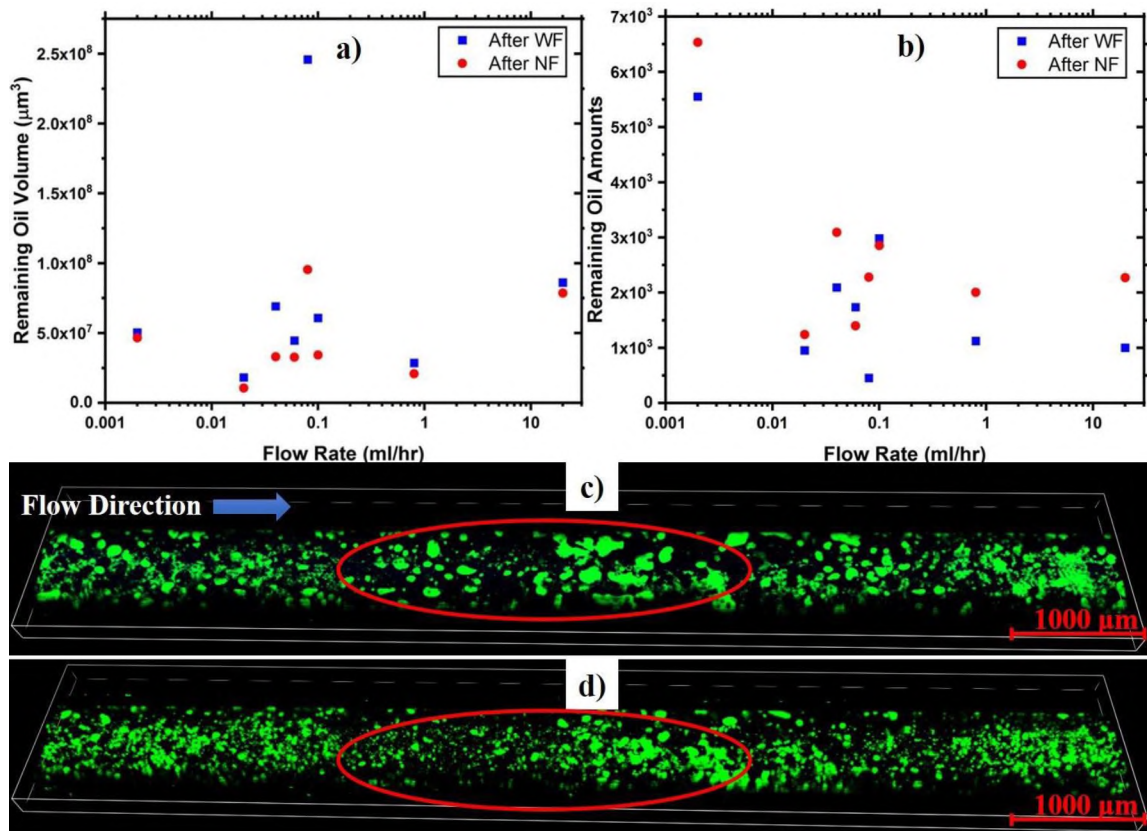 a)
After WF
After NF
2.5x10⁸
2.0x10⁸
1.5x10⁸
1.0x10⁸
5.0x10⁷
0.0
Remaining Oil Volume (μm³)
0.001
0.01
0.1
1
10
Flow Rate (ml/hr)
b)
After WF
After NF
7x10³
6x10³
5x10³
4x10³
3x10³
2x10³
1x10³
0
Remaining Oil Amounts
0.001
0.01
0.1
1
10
Flow Rate (ml/hr)
c)
Flow Direction
1000 μm
d)
1000 μm